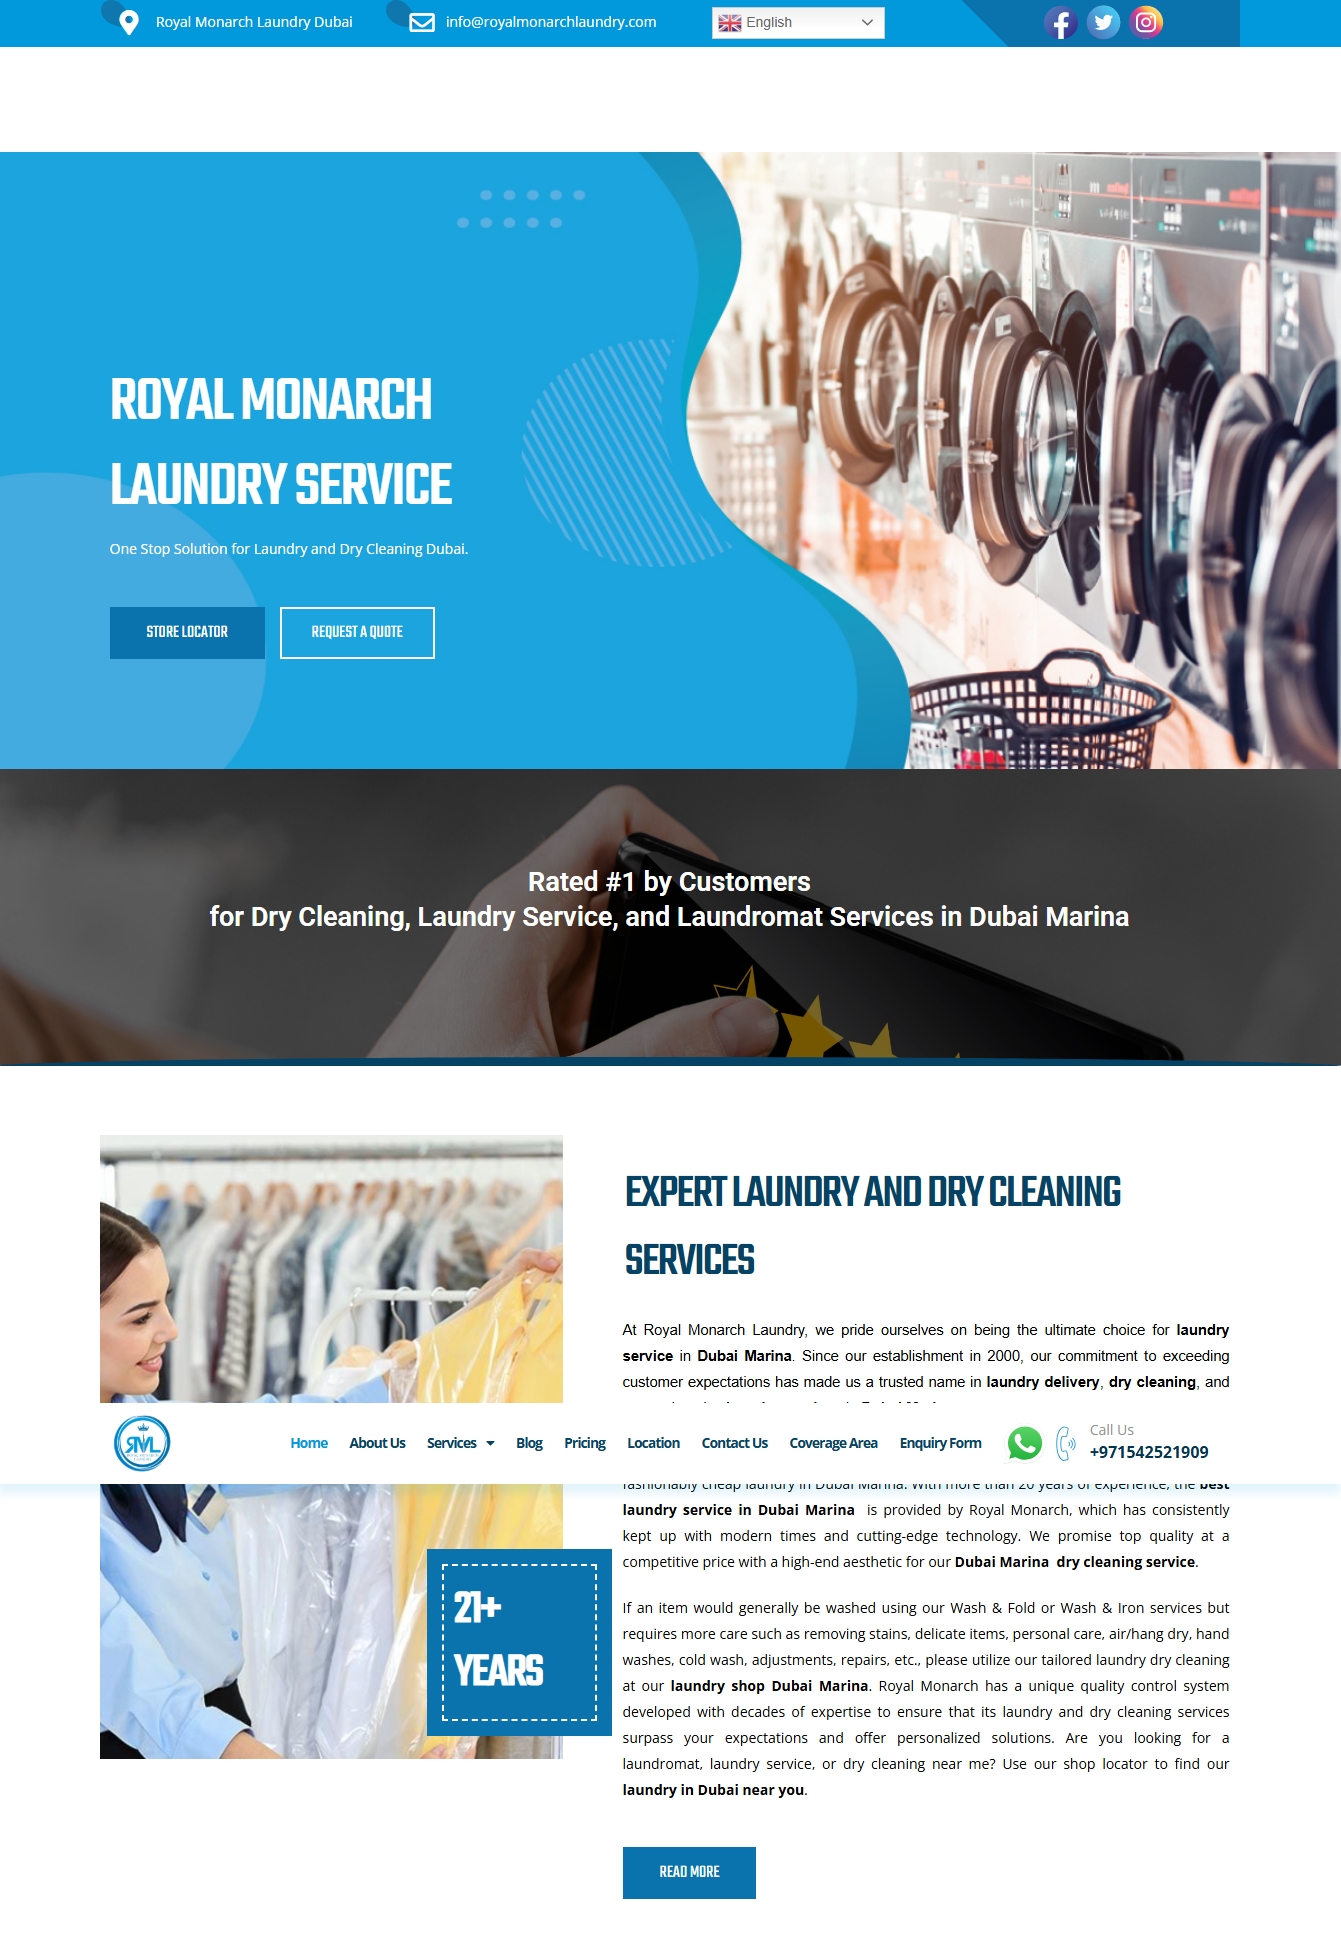 Royal Monarch Laundry Dubai
info@royalmonarchlaundry.com
English
ROYAL MONARCH
LAUNDRY SERVICE
One Stop Solution for Laundry and Dry Cleaning Dubai.
STORE LOCATOR
REQUEST A QUOTE
Rated #1 by Customers
for Dry Cleaning, Laundry Service, and Laundromat Services in Dubai Marina
EXPERT LAUNDRY AND DRY CLEANING
SERVICES
At Royal Monarch Laundry, we pride ourselves on being the ultimate choice for laundry
service in Dubai Marina. Since our establishment in 2000, our commitment to exceeding
customer expectations has made us a trusted name in laundry delivery, dry cleaning, and
RML
Home
About Us
Services
Blog
Pricing
Location
Contact Us
Coverage Area
Enquiry Form
Call Us
+971542521909
fashionably cheap laundry in Dubai Marina. With more than 20 years of experience, the best
laundry service in Dubai Marina is provided by Royal Monarch, which has consistently
kept up with modern times and cutting-edge technology. We promise top quality at a
competitive price with a high-end aesthetic for our Dubai Marina dry cleaning service.
21+
YEARS
If an item would generally be washed using our Wash & Fold or Wash & Iron services but
requires more care such as removing stains, delicate items, personal care, air/hang dry, hand
washes, cold wash, adjustments, repairs, etc., please utilize our tailored laundry dry cleaning
at our laundry shop Dubai Marina. Royal Monarch has a unique quality control system
developed with decades of expertise to ensure that its laundry and dry cleaning services
surpass your expectations and offer personalized solutions. Are you looking for a
laundromat, laundry service, or dry cleaning near me? Use our shop locator to find our
laundry in Dubai near you.
READ MORE